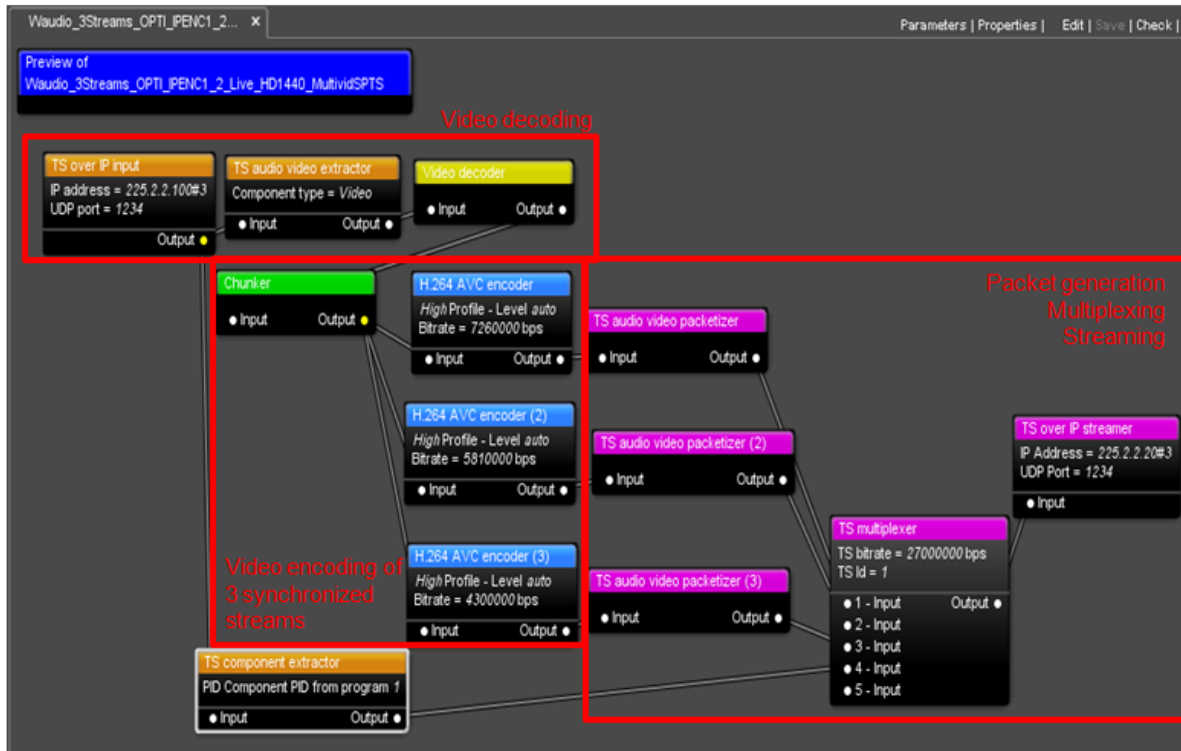 Waudio_3Streams_OPTI_IPENC1_2... ×
Parameters | Properties | Edit | Save | Check |
Preview of
Waudio_3Streams_OPTI_IPENC1_2_Live_HD1440_MultividSPTS
Video decoding
TS over IP input
IP address = 225.2.2.100#3
UDP port = 1234
Output
TS audio video extractor
Component type = Video
Input Output
Video decoder
Input Output
Chunker
Input Output
H.264 AVC encoder
High Profile - Level auto
Bitrate = 7260000 bps
Input Output
H.264 AVC encoder (2)
High Profile - Level auto
Bitrate = 5810000 bps
Input Output
H.264 AVC encoder (3)
High Profile - Level auto
Bitrate = 4300000 bps
Input Output
Video encoding of
3 synchronized
streams
Packet generation
Multiplexing
Streaming
TS audio video packetizer
Input Output
TS audio video packetizer (2)
Input Output
TS audio video packetizer (3)
Input Output
TS over IP streamer
IP Address = 225.2.2.20#3
UDP Port = 1234
Input
TS multiplexer
TS bitrate = 27000000 bps
TS Id = 1
1 - Input Output
2 - Input
3 - Input
4 - Input
5 - Input
TS component extractor
PID Component PID from program 1
Input Output